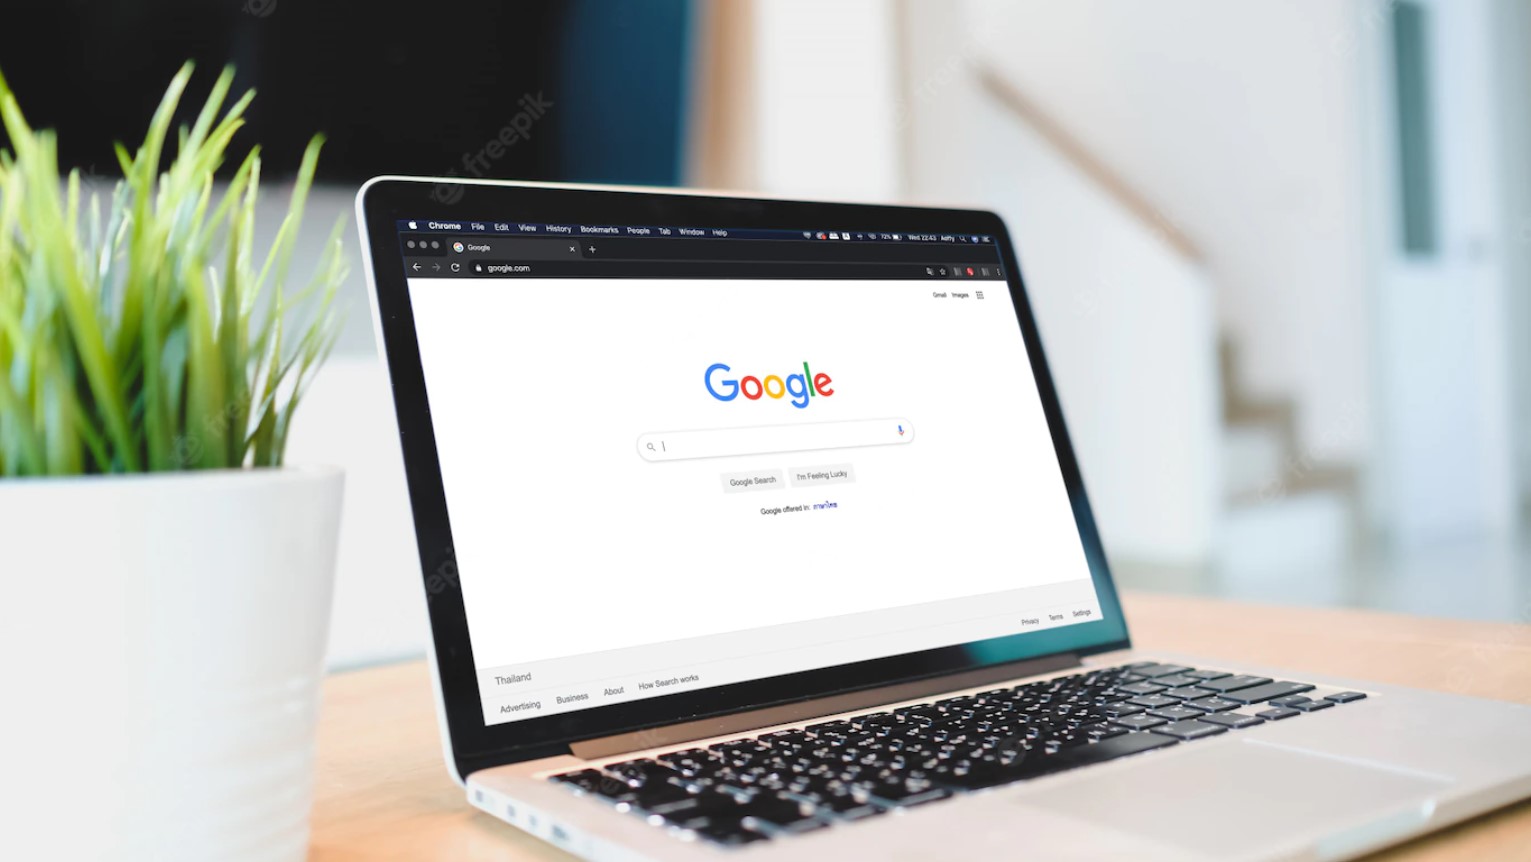 Chrome File Edit View History Bookmarks People Tab Window Help 72% Wed 22:43
Google
google.com
Gmail Images
Google
Google Search I'm Feeling Lucky
Google offered in: ภาษาไทย
Thailand
Advertising Business About How Search works Privacy Terms Settings
freepik